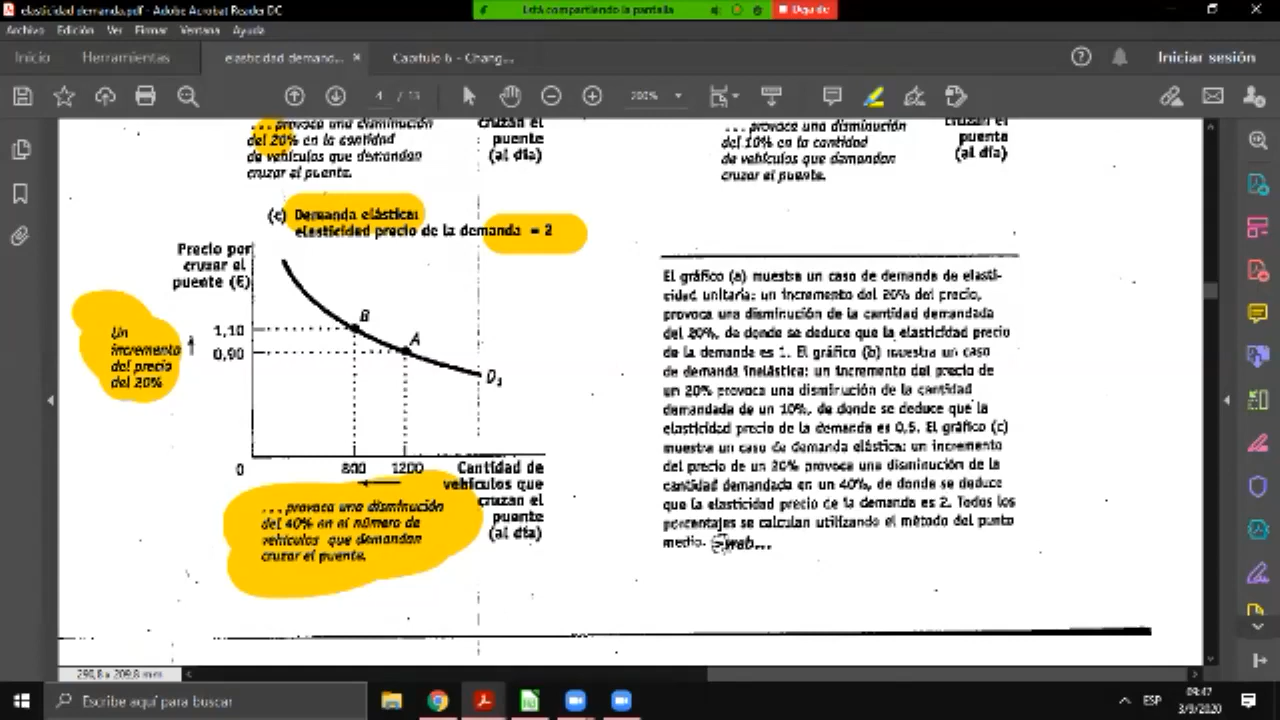 elasticidad demanda.pdf - Adobe Acrobat Reader DC
Está compartiendo la pantalla
Deja de
Archivo Edición Ver Firmar Ventana Ayuda
Inicio Herramientas elasticidad demand... × Capitulo 6 - Chang... Iniciar sesión
4 / 13 200%
... provoca una disminución
del 20% en la cantidad
de vehículos que demandan
cruzar el puente.
cruzan el
puente
(al día)
... provoca una disminución
del 10% en la cantidad
de vehículos que demandan
cruzar el puente.
cruzan el
puente
(al día)
(c) Demanda elástica:
elasticidad precio de la demanda = 2
Precio por
cruzar el
puente (£)
Un
incremento
del precio
del 20%
1,10
0,90
B
A
D3
0 800 1200
Cantidad de
vehículos que
cruzan el
puente
(al día)
... provoca una disminución
del 40% en el número de
vehículos que demandan
cruzar el puente.
El gráfico (a) muestra un caso de demanda de elasti-
cidad unitaria: un incremento del 20% del precio,
provoca una disminución de la cantidad demandada
del 20%, de donde se deduce que la elasticidad precio
de la demanda es 1. El gráfico (b) muestra un caso
de demanda inelástica: un incremento del precio de
un 20% provoca una disminución de la cantidad
demandada de un 10%, de donde se deduce que la
elasticidad precio de la demanda es 0,5. El gráfico (c)
muestra un caso de demanda elástica: un incremento
del precio de un 20% provoca una disminución de la
cantidad demandada en un 40%, de donde se deduce
que la elasticidad precio de la demanda es 2. Todos los
porcentajes se calculan utilizando el método del punto
medio.
290,8 x 209,8 mm
Escribe aquí para buscar
ESP
09:47
3/9/2020